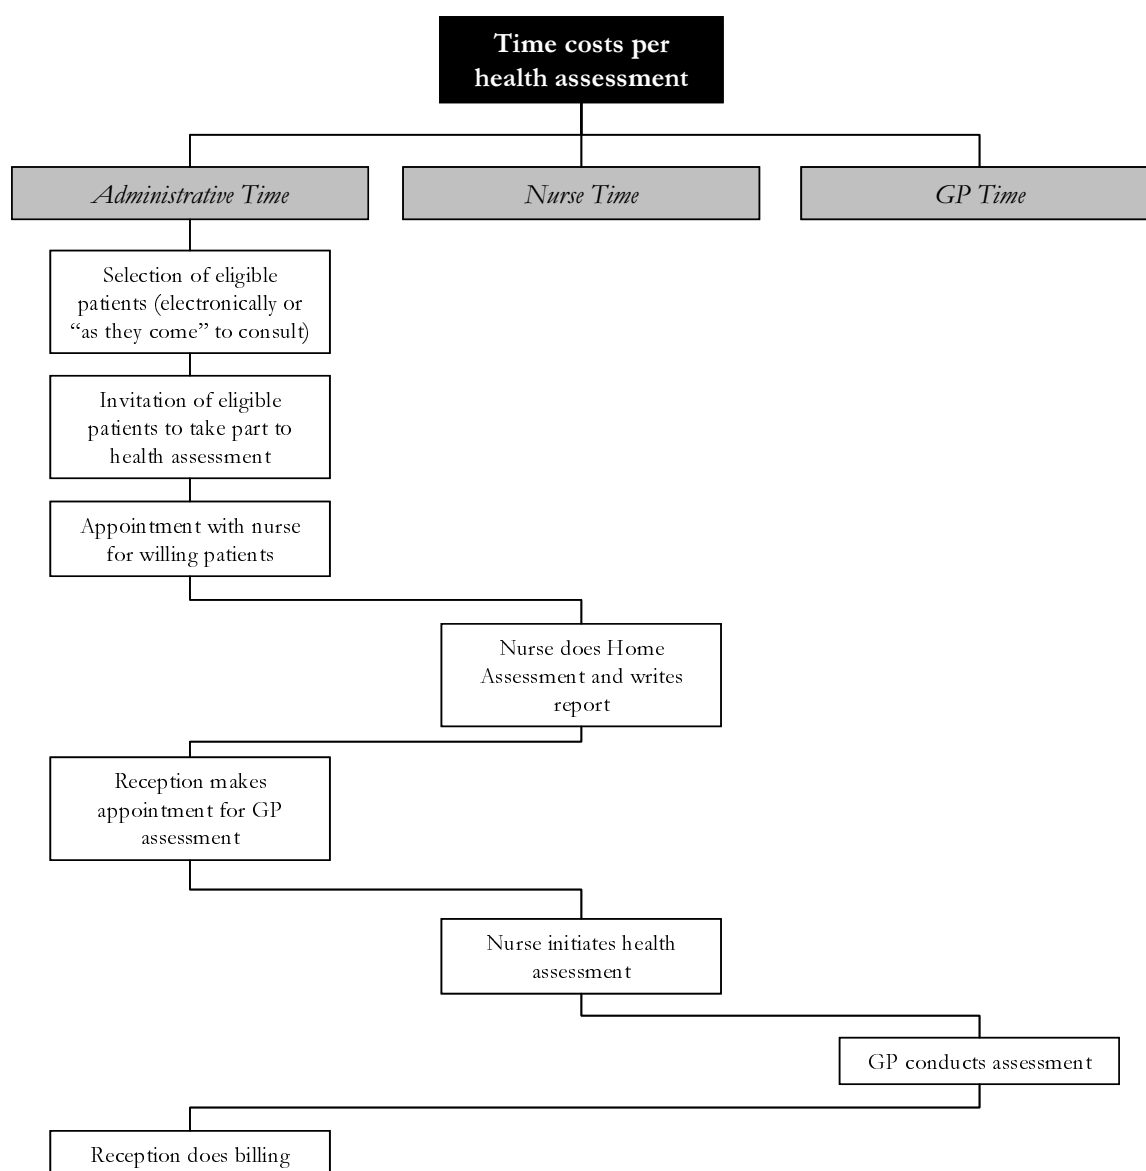 Time costs per
health assessment
Administrative Time
Nurse Time
GP Time
Selection of eligible
patients (electronically or
“as they come” to consult)
Invitation of eligible
patients to take part to
health assessment
Appointment with nurse
for willing patients
Nurse does Home
Assessment and writes
report
Reception makes
appointment for GP
assessment
Nurse initiates health
assessment
GP conducts assessment
Reception does billing